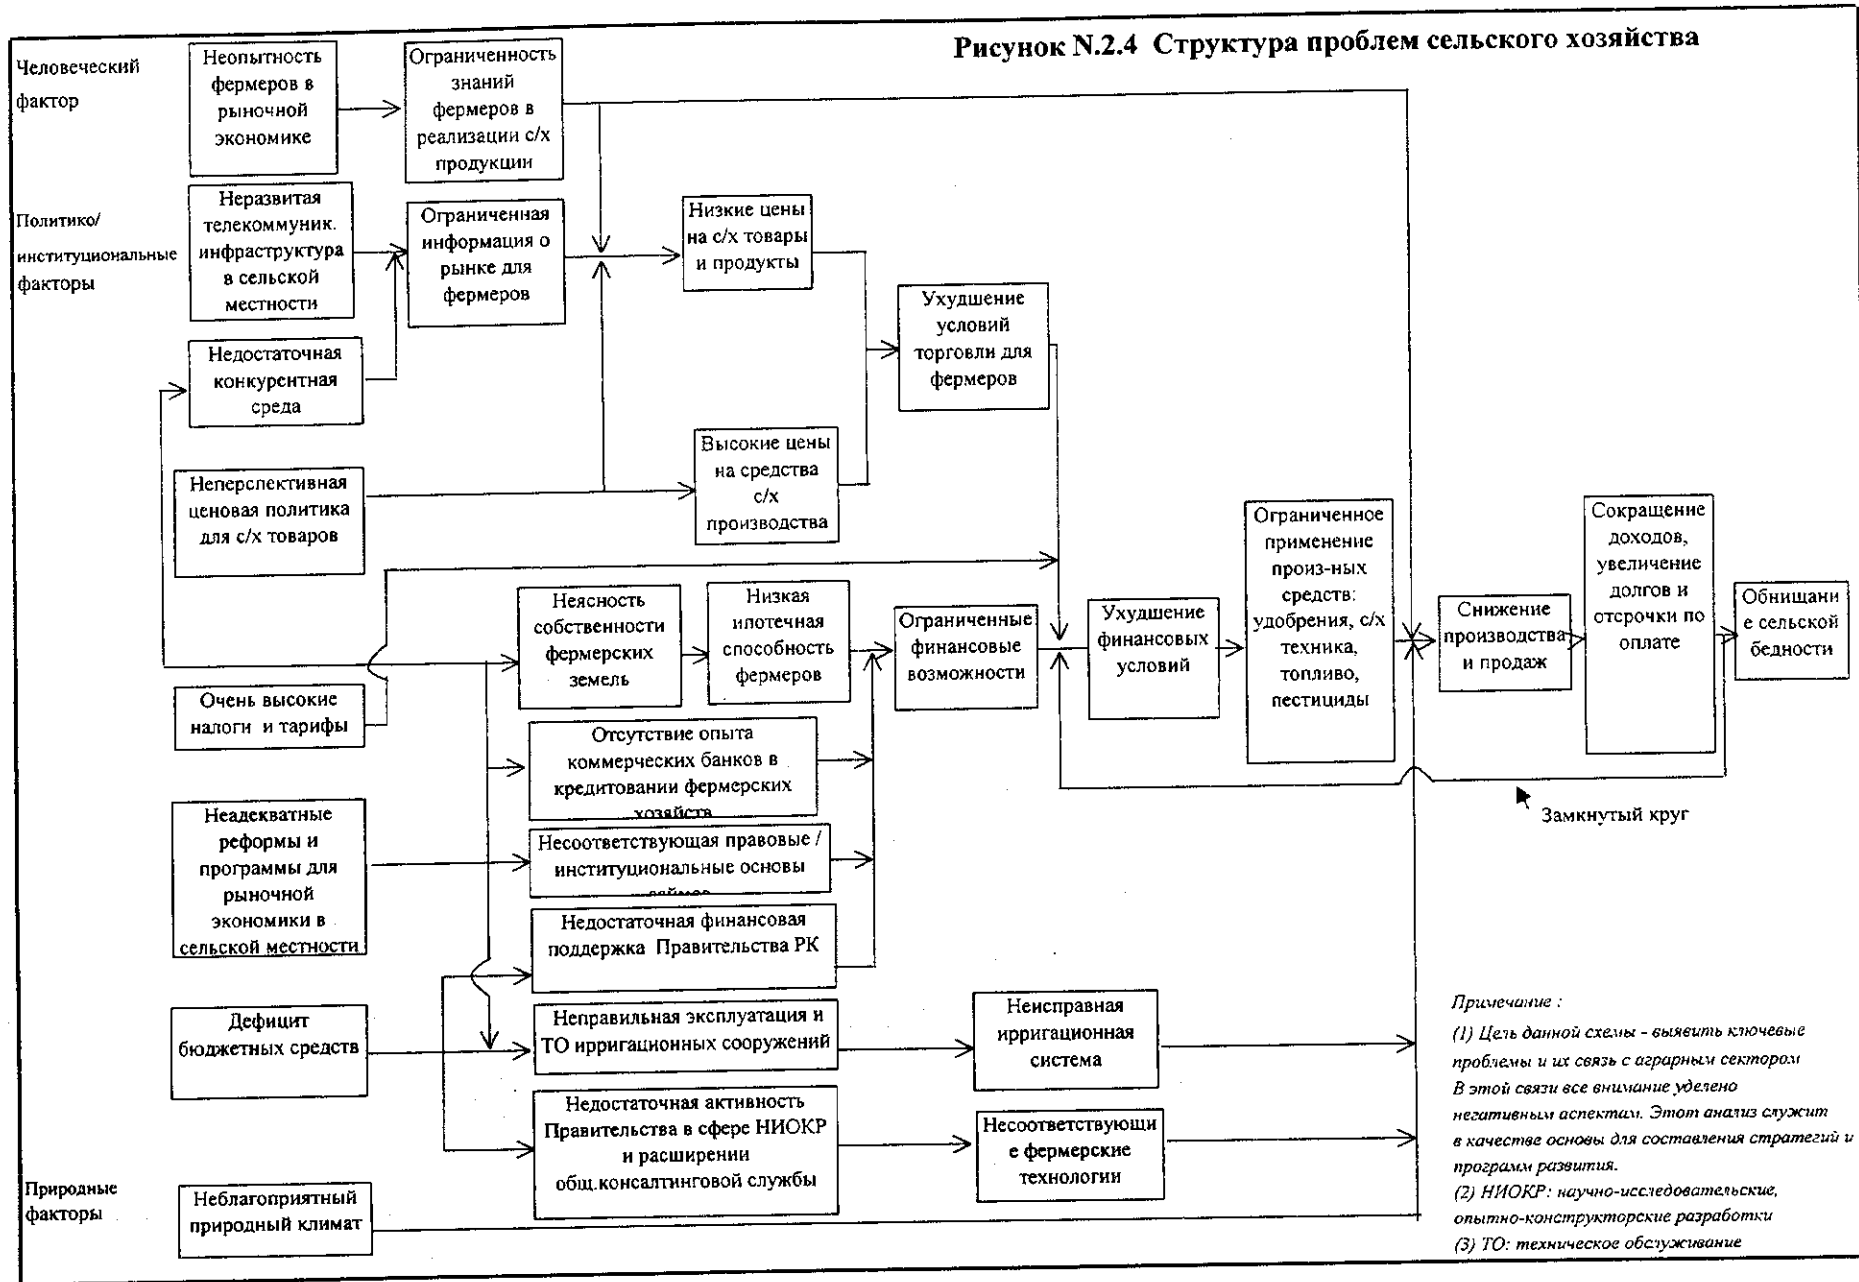 Рисунок N.2.4 Структура проблем сельского хозяйства
Человеческий
фактор
Неопытность
фермеров в
рыночной
экономике
Ограниченность
знаний
фермеров в
реализации с/х
продукции
Политико/
институциональные
факторы
Неразвитая
телекоммуник.
инфраструктура
в сельской
местности
Ограниченная
информация о
рынке для
фермеров
Низкие цены
на с/х товары
и продукты
Ухудшение
условий
торговли для
фермеров
Недостаточная
конкурентная
среда
Неперспективная
ценовая политика
для с/х товаров
Высокие цены
на средства
с/х
производства
Неясность
собственности
фермерских
земель
Низкая
ипотечная
способность
фермеров
Ограниченные
финансовые
возможности
Ухудшение
финансовых
условий
Ограниченное
применение
произ-ных
средств:
удобрения, с/х
техника,
топливо,
пестициды
Снижение
производства
и продаж
Сокращение
доходов,
увеличение
долгов и
отсрочки по
оплате
Обнищани
е сельской
бедности
Очень высокие
налоги и тарифы
Отсутствие опыта
коммерческих банков в
кредитовании фермерских
хозяйств
Замкнутый круг
Неадекватные
реформы и
программы для
рыночной
экономики в
сельской местности
Несоответствующая правовые /
институциональные основы
Недостаточная финансовая
поддержка Правительства РК
Дефицит
бюджетных средств
Неправильная эксплуатация и
ТО ирригационных сооружений
Неисправная
ирригационная
система
Недостаточная активность
Правительства в сфере НИОКР
и расширении
общ.консалтинговой службы
Несоответствующи
е фермерские
технологии
Природные
факторы
Неблагоприятный
природный климат
Примечание :
(1) Цель данной схемы - выявить ключевые
проблемы и их связь с аграрным сектором
В этой связи все внимание уделено
негативным аспектам. Этот анализ служит
в качестве основы для составления стратегий и
программ развития.
(2) НИОКР: научно-исследовательские,
опытно-конструкторские разработки
(3) ТО: техническое обслуживание